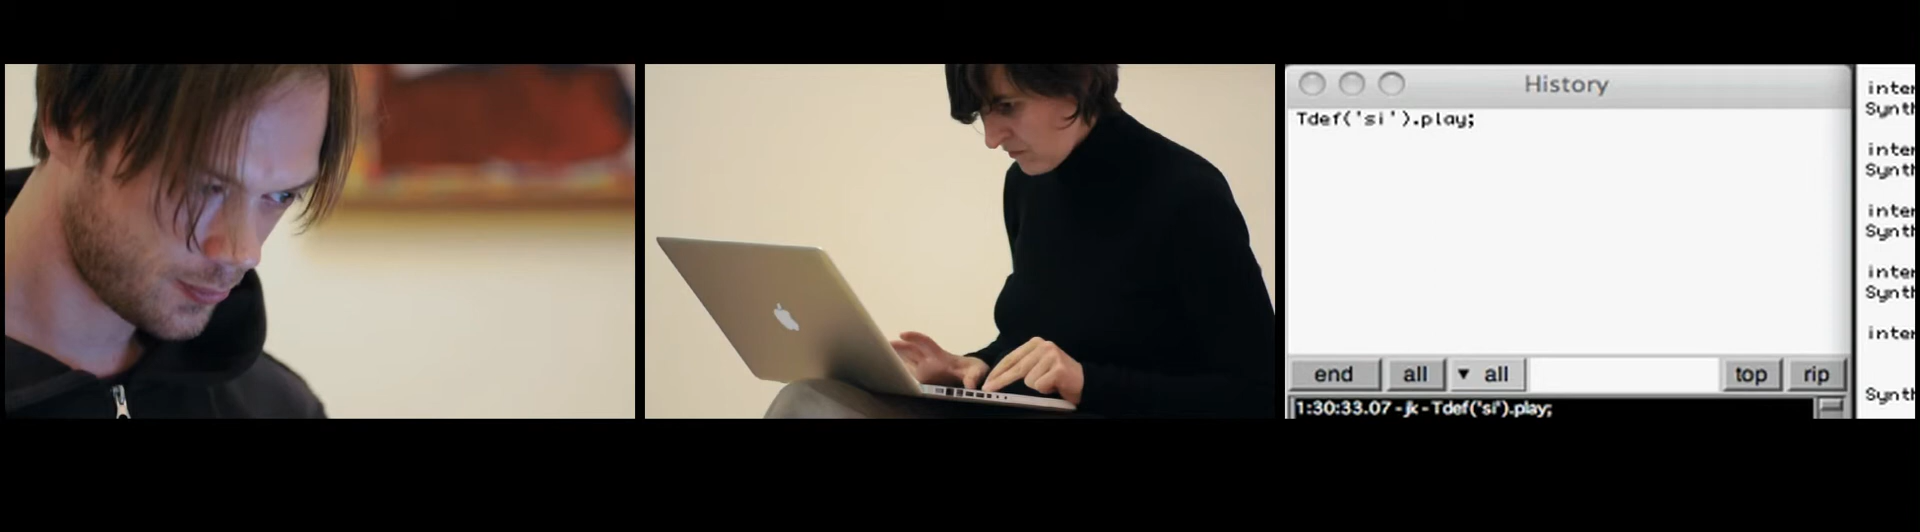 History
Tdef('si').play;
end all ▼ all top rip
1:30:33.07 - jk - Tdef('si').play;
inter
Synth
inter
Synth
inter
Synth
inter
Synth
inter
Synth